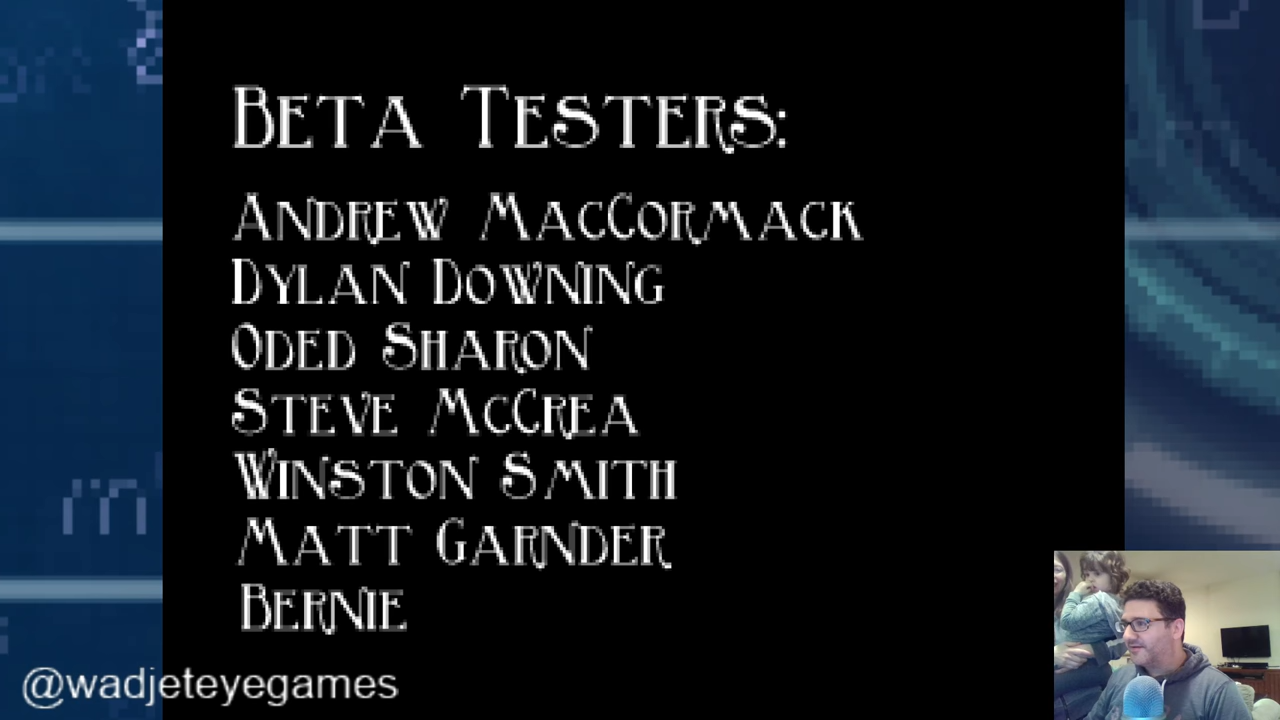 Beta Testers:
Andrew MacCormack
Dylan Downing
Oded Sharon
Steve McCrea
Winston Smith
Matt Garnder
Bernie
@wadjeteyegames